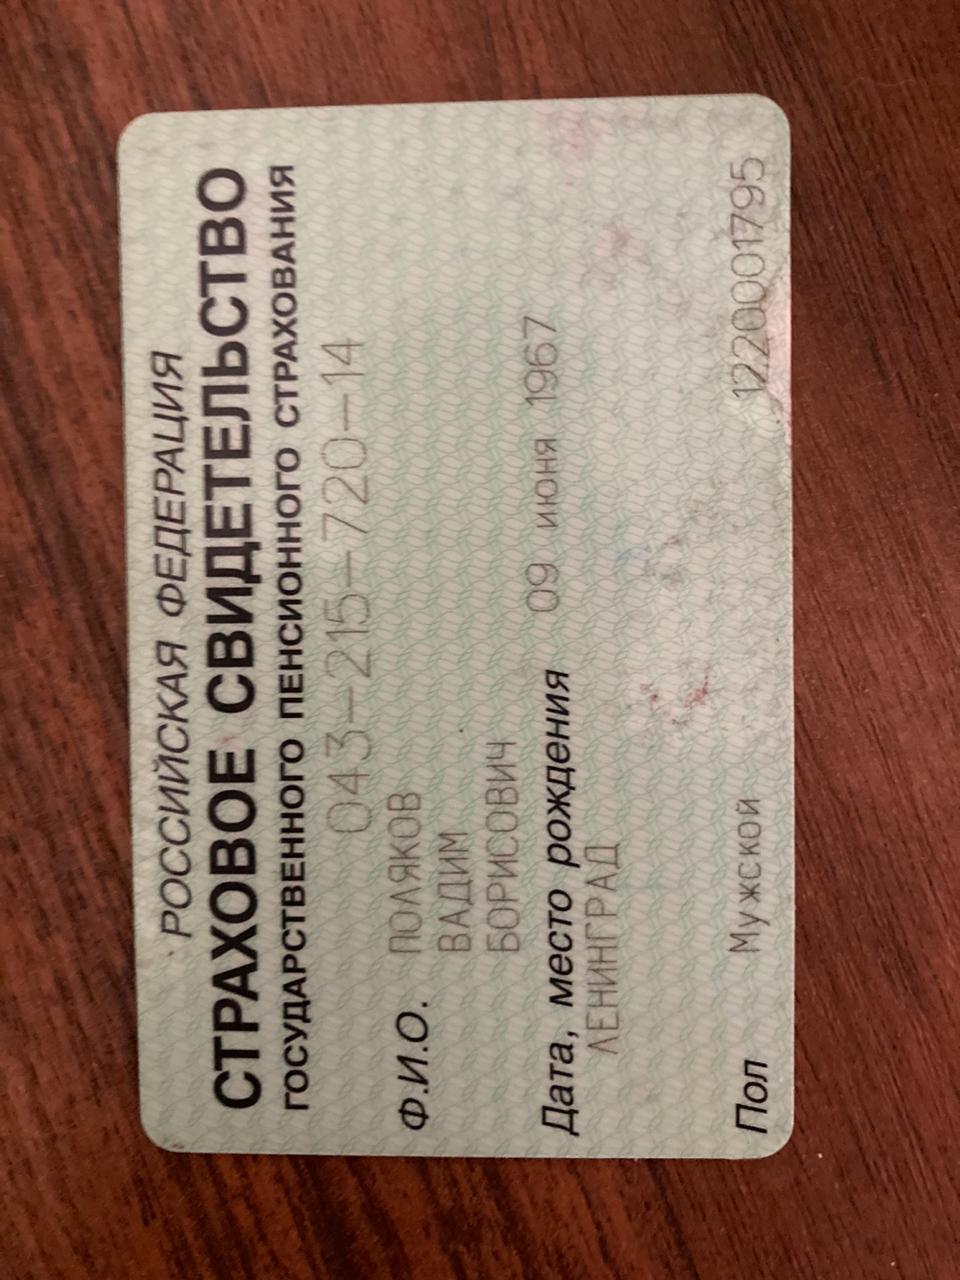 РОССИЙСКАЯ ФЕДЕРАЦИЯ
СТРАХОВОЕ СВИДЕТЕЛЬСТВО
ГОСУДАРСТВЕННОГО ПЕНСИОННОГО СТРАХОВАНИЯ
043-215-720-14
Ф.И.О. ПОЛЯКОВ
ВАДИМ
БОРИСОВИЧ
Дата, место рождения 09 июня 1967
ЛЕНИНГРАД
Пол Мужской 1220001795